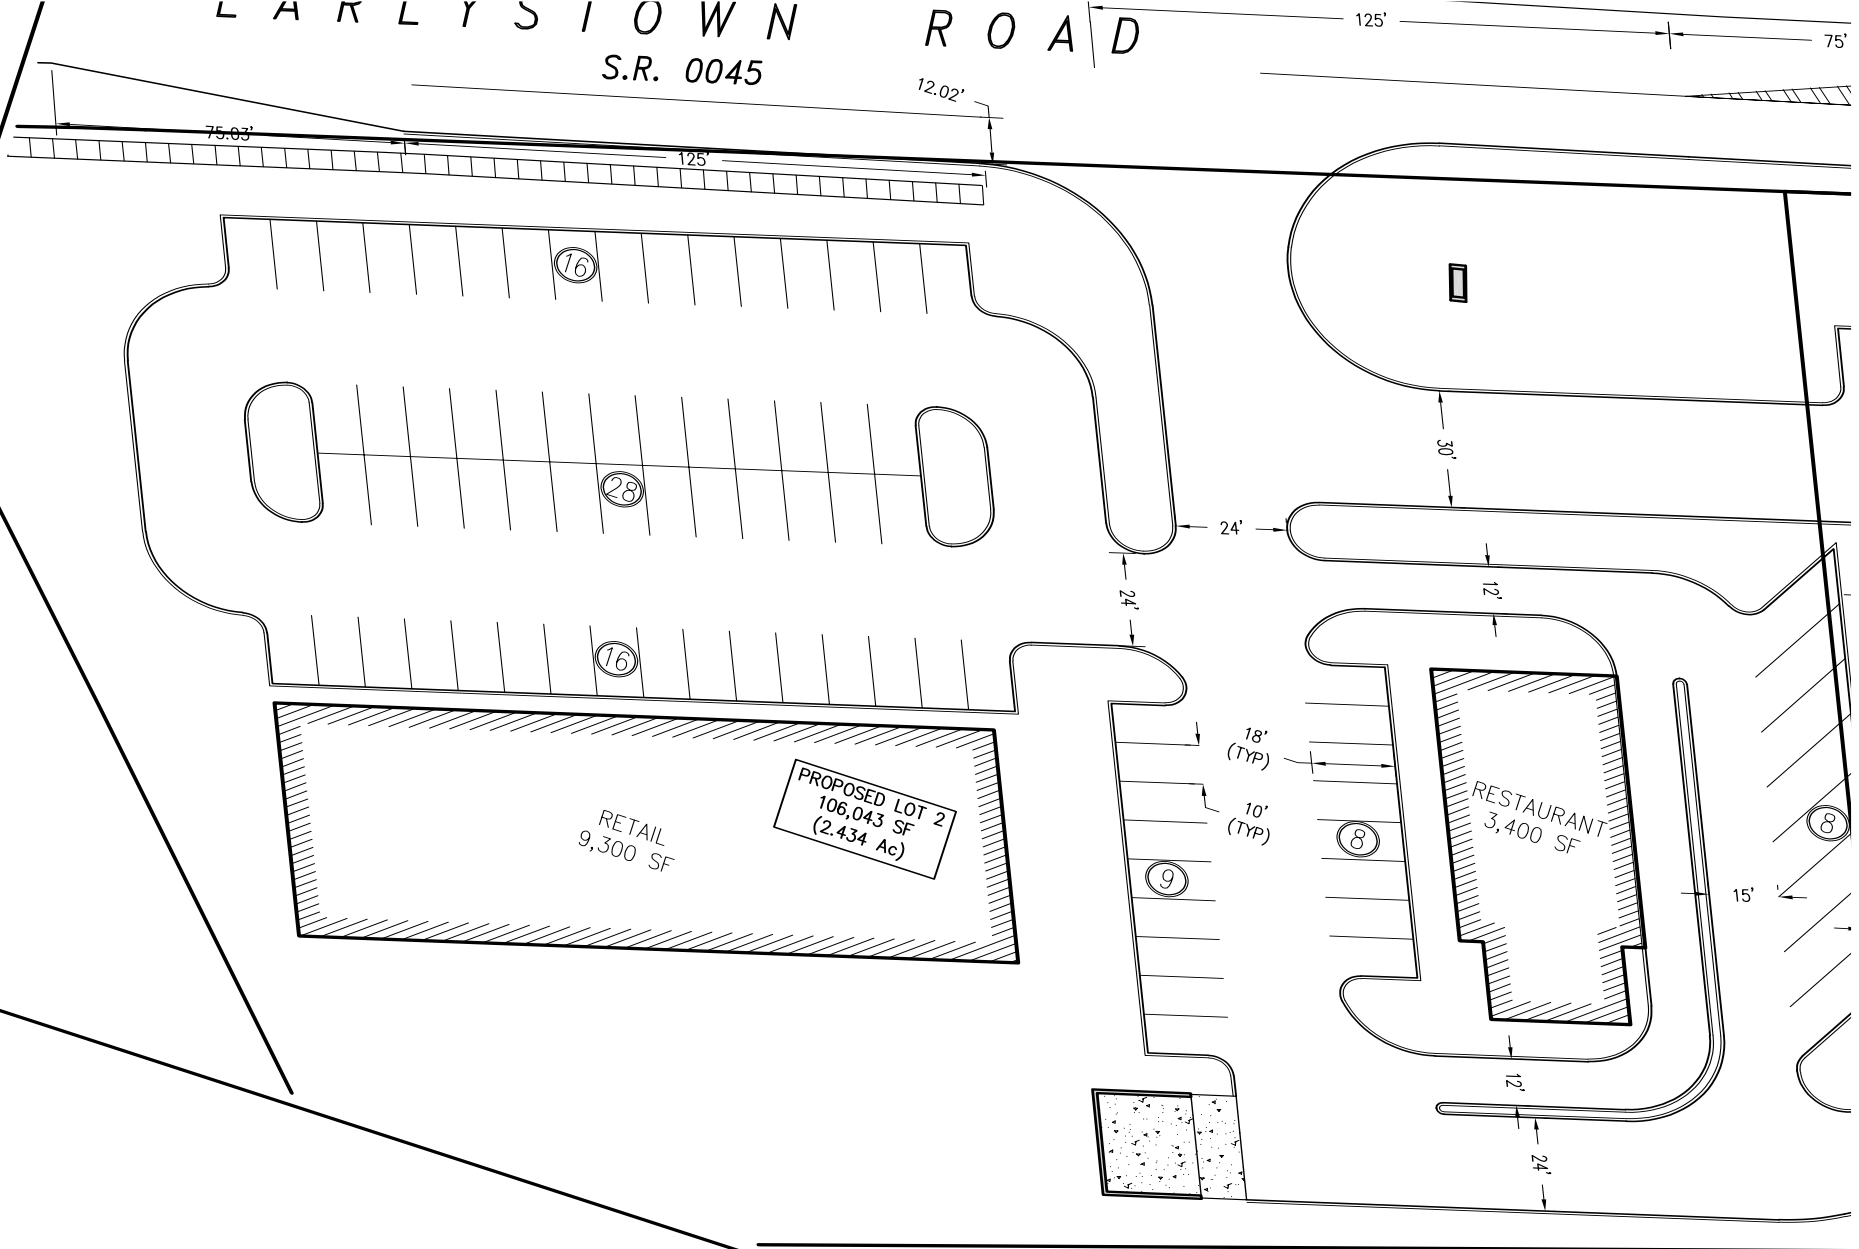 EARLYSTOWN ROAD
S.R. 0045
125'
75'
12.02'
75.03'
125'
16
28
16
30'
24'
24'
12'
18'
(TYP)
10'
(TYP)
8
9
8
15'
RETAIL
9,300 SF
PROPOSED LOT 2
106,043 SF
(2.434 Ac)
RESTAURANT
3,400 SF
12'
24'